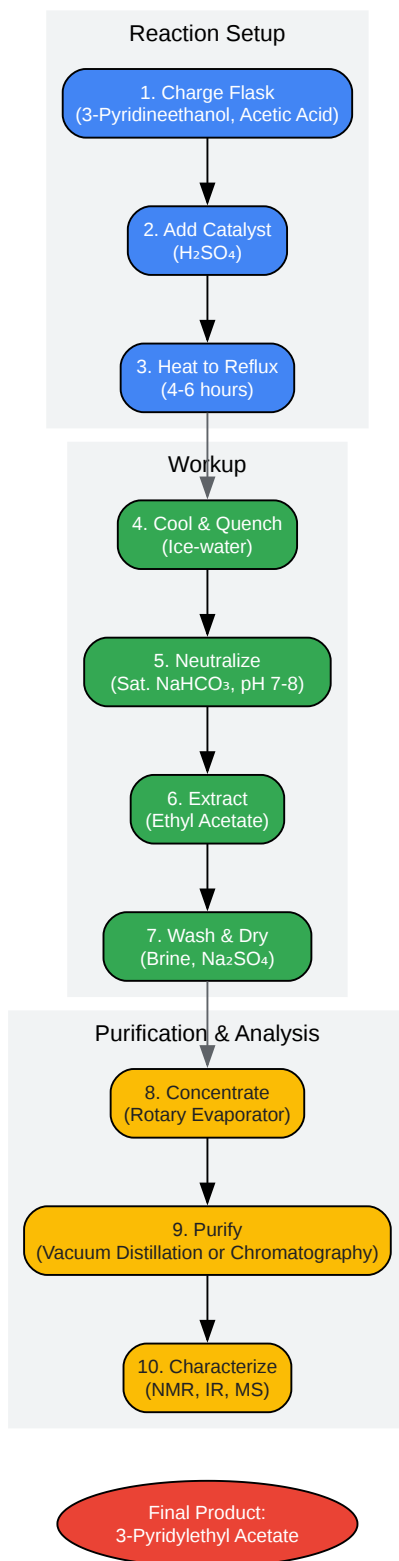 Reaction Setup
1. Charge Flask
(3-Pyridineethanol, Acetic Acid)
2. Add Catalyst
(H₂SO₄)
3. Heat to Reflux
(4-6 hours)
Workup
4. Cool & Quench
(Ice-water)
5. Neutralize
(Sat. NaHCO₃, pH 7-8)
6. Extract
(Ethyl Acetate)
7. Wash & Dry
(Brine, Na₂SO₄)
Purification & Analysis
8. Concentrate
(Rotary Evaporator)
9. Purify
(Vacuum Distillation or Chromatography)
10. Characterize
(NMR, IR, MS)
Final Product:
3-Pyridylethyl Acetate